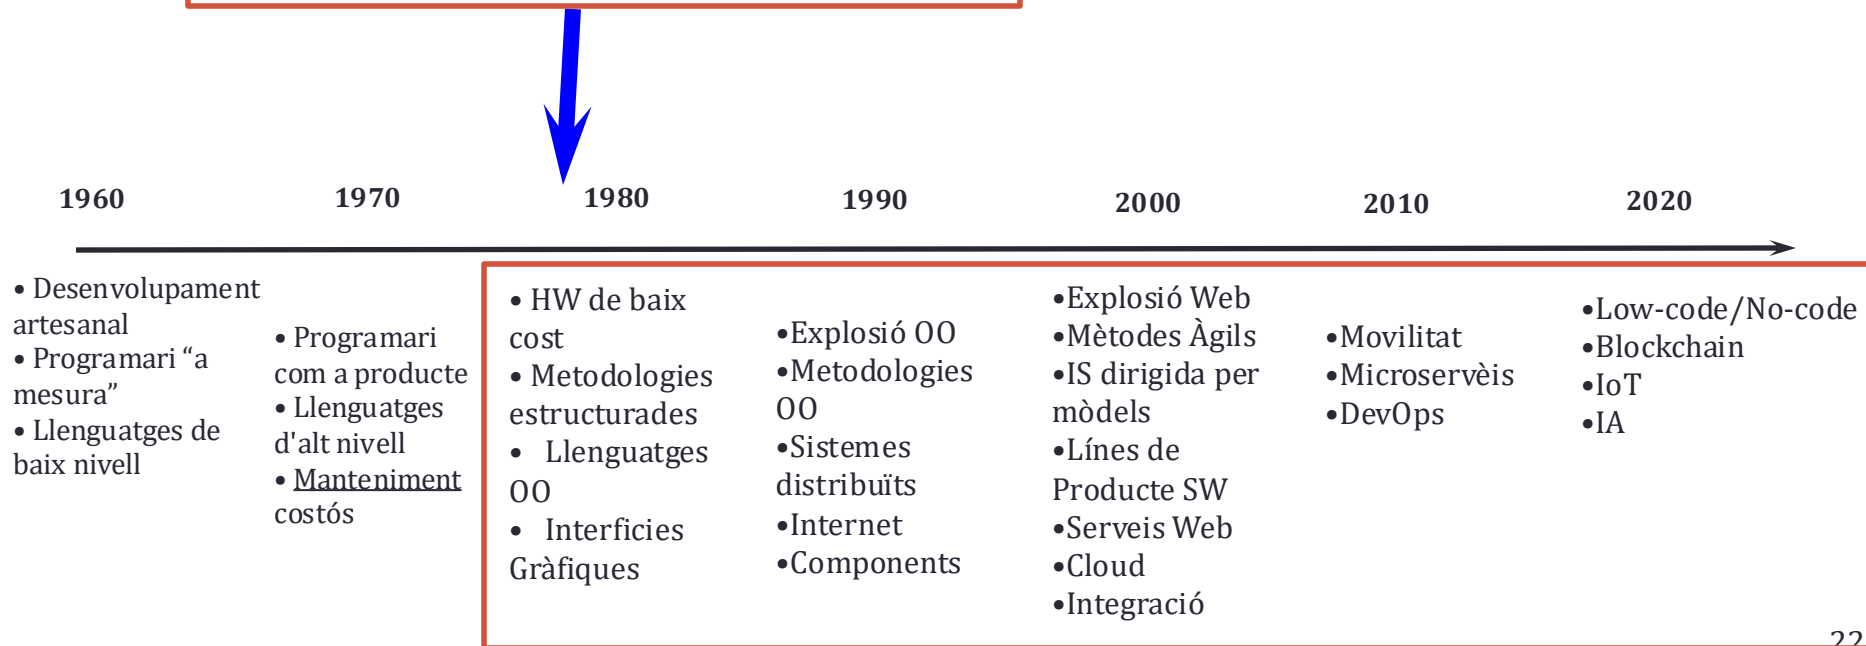 1960
1970
1980
1990
2000
2010
2020
• Desenvolupament
artesanal
• Programari “a
mesura”
• Llenguatges de
baix nivell
• Programari
com a producte
• Llenguatges
d'alt nivell
• Manteniment
costós
• HW de baix
cost
• Metodologies
estructurades
• Llenguatges
OO
• Interficies
Gràfiques
•Explosió OO
•Metodologies
OO
•Sistemes
distribuïts
•Internet
•Components
•Explosió Web
•Mètodes Àgils
•IS dirigida per
mòdels
•Línes de
Producte SW
•Serveis Web
•Cloud
•Integració
•Movilitat
•Microservèis
•DevOps
•Low-code/No-code
•Blockchain
•IoT
•IA
22